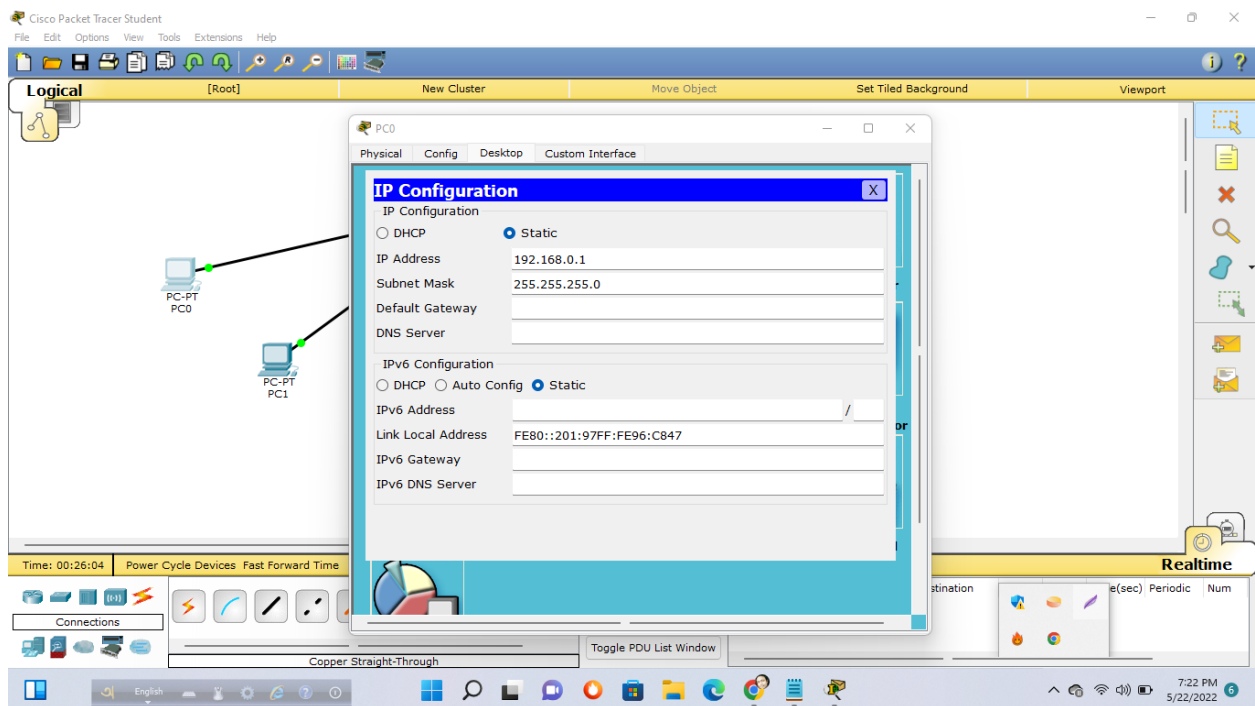 Cisco Packet Tracer Student
File Edit Options View Tools Extensions Help
Logical [Root] New Cluster Move Object Set Tiled Background Viewport
PC0
Physical Config Desktop Custom Interface
IP Configuration X
IP Configuration
DHCP Static
IP Address 192.168.0.1
Subnet Mask 255.255.255.0
Default Gateway
DNS Server
IPv6 Configuration
DHCP Auto Config Static
IPv6 Address /
Link Local Address FE80::201:97FF:FE96:C847
IPv6 Gateway
IPv6 DNS Server
PC-PT
PC0
PC-PT
PC1
or
Time: 00:26:04 Power Cycle Devices Fast Forward Time Realtime
stination e(sec) Periodic Num
Connections
Toggle PDU List Window
Copper Straight-Through
English
7:22 PM
5/22/2022 6